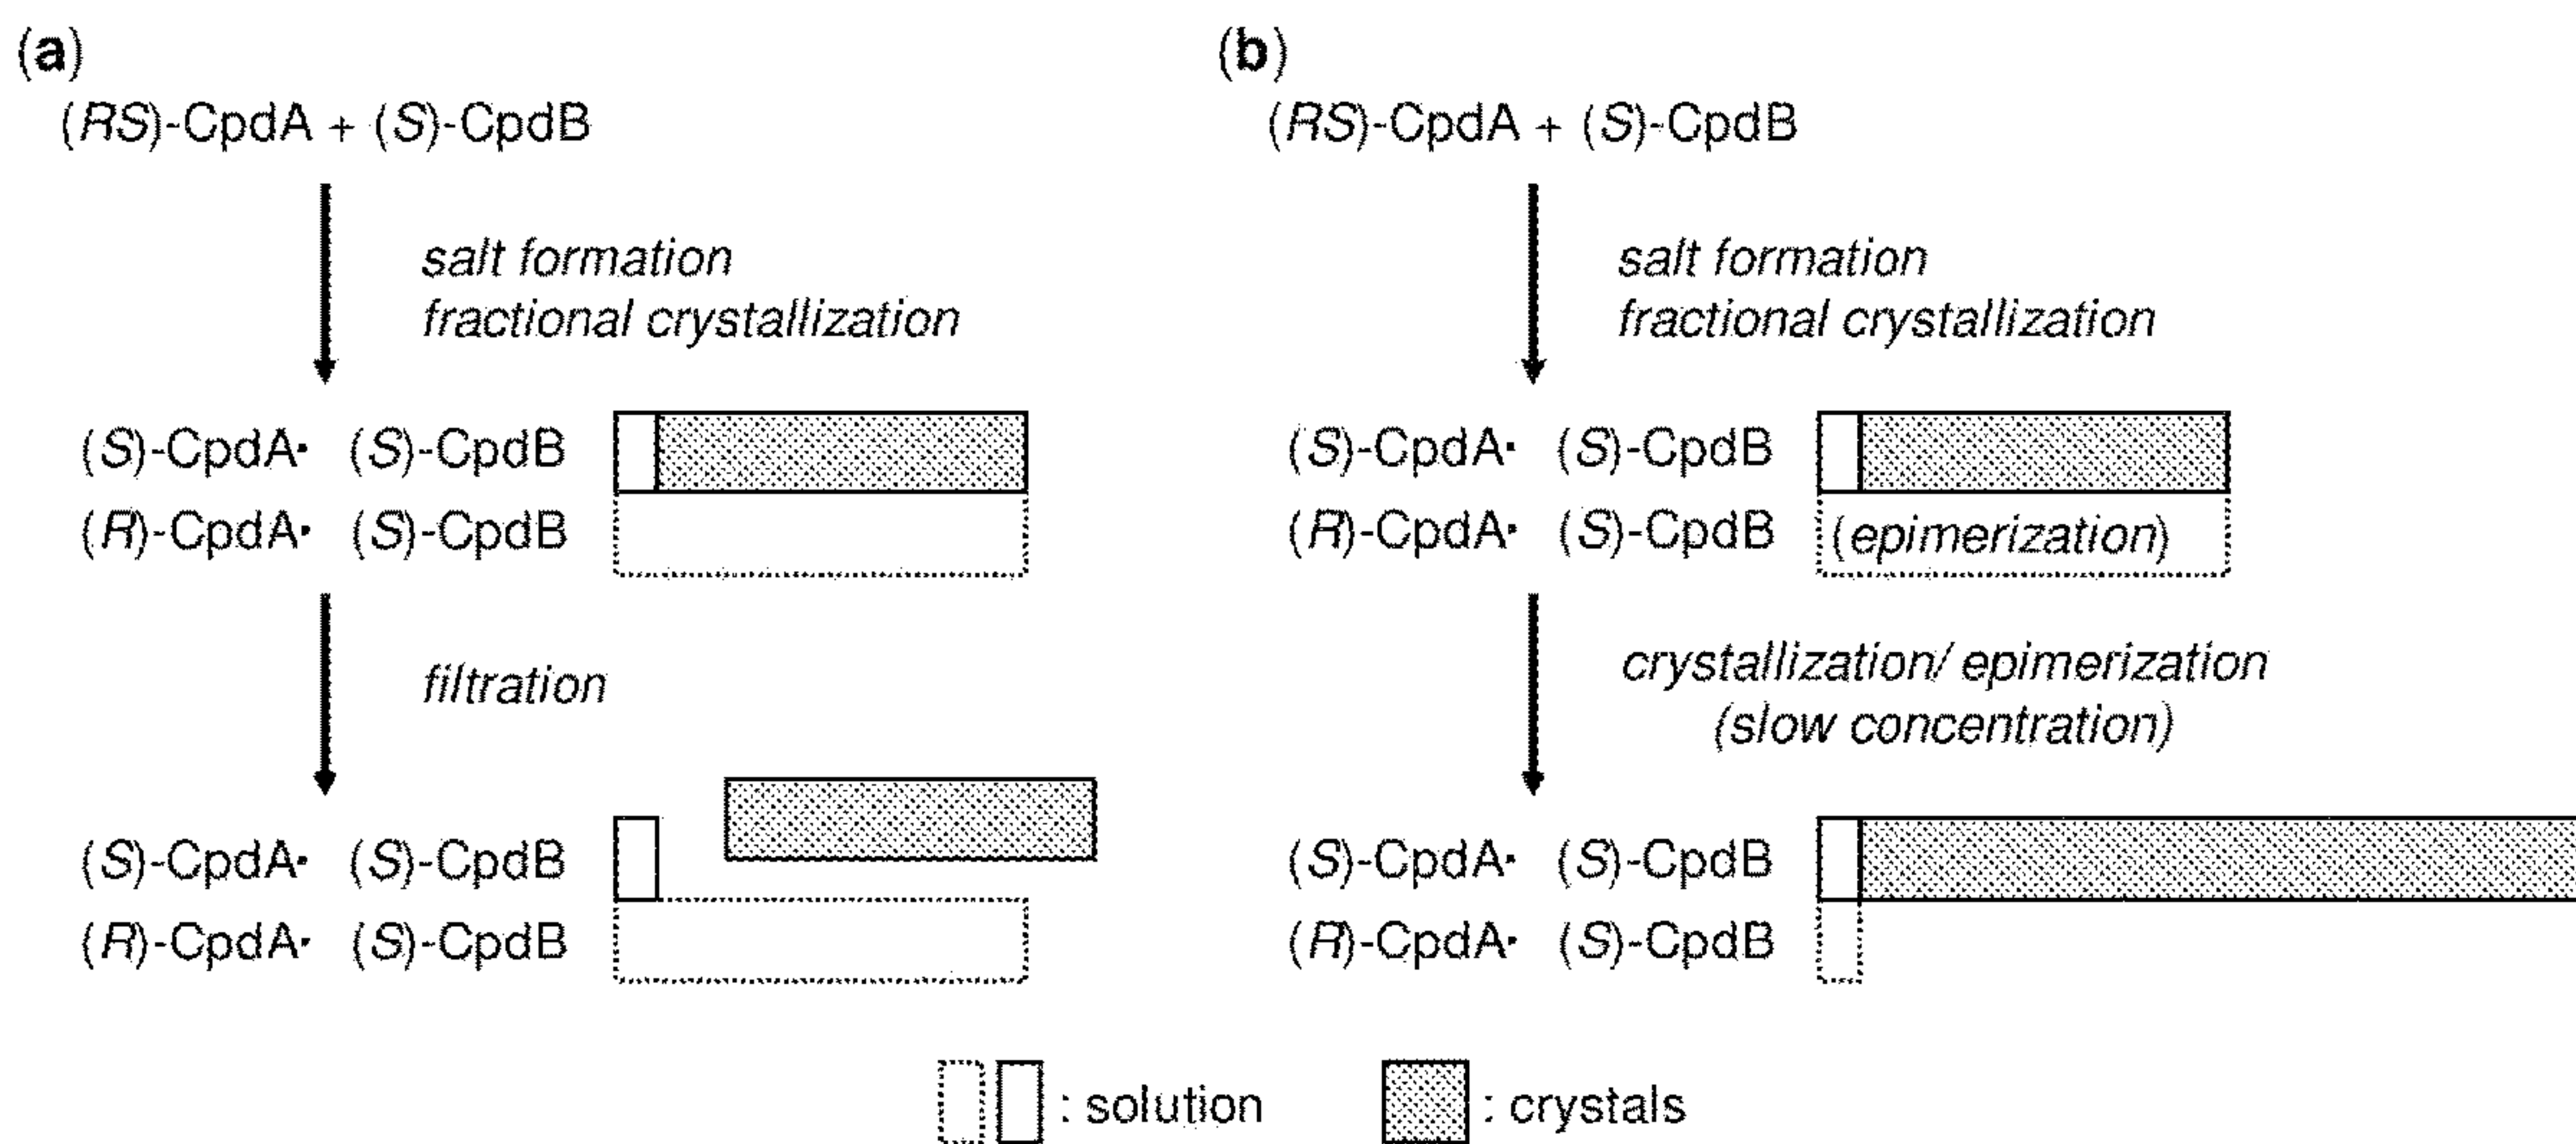 (a)
(RS)-CpdA + (S)-CpdB
salt formation
fractional crystallization
(S)-CpdA· (S)-CpdB
(R)-CpdA· (S)-CpdB
filtration
(S)-CpdA· (S)-CpdB
(R)-CpdA· (S)-CpdB
(b)
(RS)-CpdA + (S)-CpdB
salt formation
fractional crystallization
(S)-CpdA· (S)-CpdB
(R)-CpdA· (S)-CpdB (epimerization)
crystallization/ epimerization
(slow concentration)
(S)-CpdA· (S)-CpdB
(R)-CpdA· (S)-CpdB
: solution : crystals